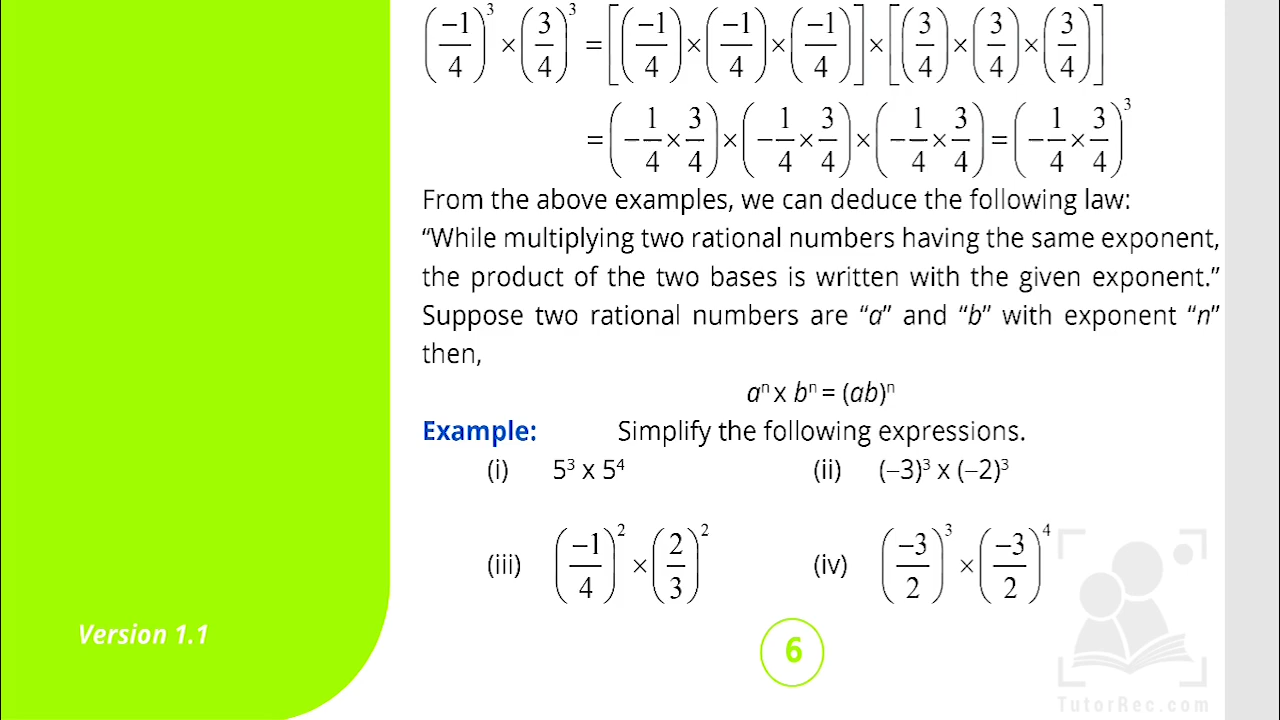 (−1/4)³ × (3/4)³ = [(−1/4) × (−1/4) × (−1/4)] × [(3/4) × (3/4) × (3/4)]
= (−1/4 × 3/4) × (−1/4 × 3/4) × (−1/4 × 3/4) = (−1/4 × 3/4)³
From the above examples, we can deduce the following law:
“While multiplying two rational numbers having the same exponent,
the product of the two bases is written with the given exponent.”
Suppose two rational numbers are “a” and “b” with exponent “n”
then,
aⁿ x bⁿ = (ab)ⁿ
Example: Simplify the following expressions.
(i) 5³ x 5⁴ (ii) (−3)³ x (−2)³
(iii) (−1/4)² × (2/3)² (iv) (−3/2)³ × (−3/2)⁴
Version 1.1
6
TutorRec.com